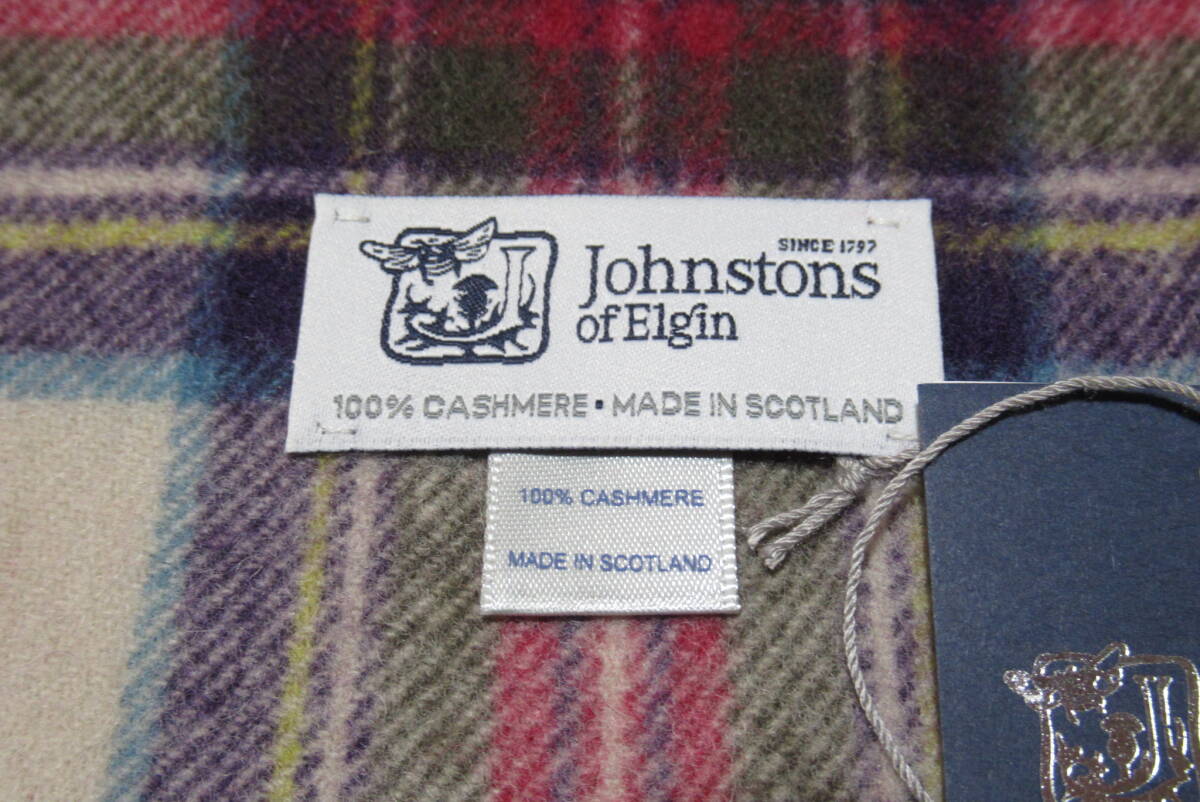 SINCE 1797
Johnstons
of Elgin
100% CASHMERE · MADE IN SCOTLAND
100% CASHMERE
MADE IN SCOTLAND